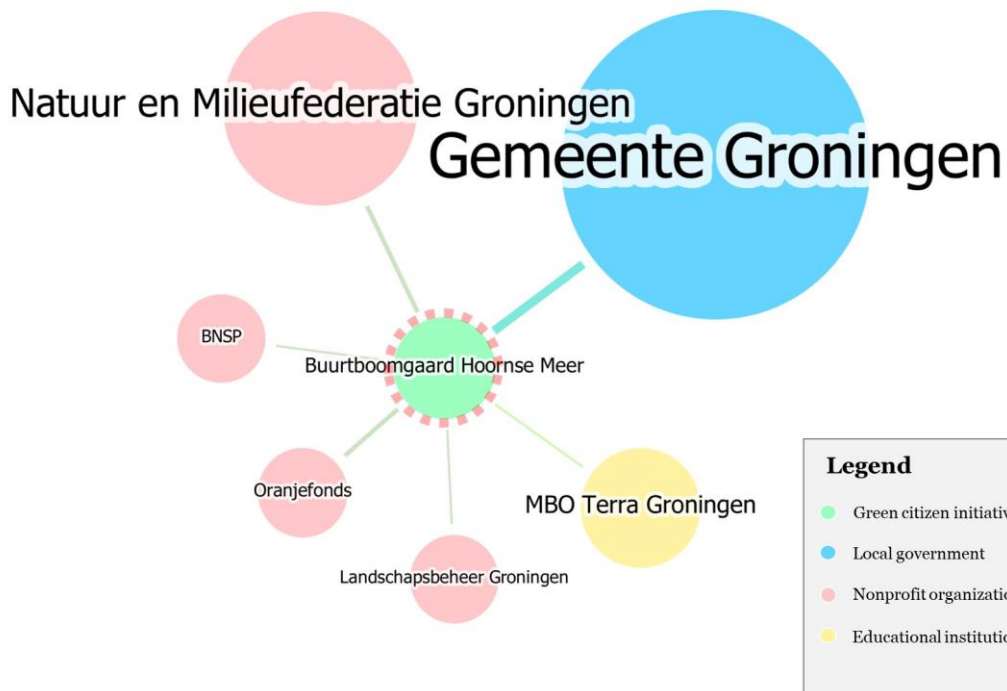 Natuur en Milieufederatie Groningen
Gemeente Groningen
BNSP
Buurtboomgaard Hoornse Meer
Oranjefonds
MBO Terra Groningen
Landschapsbeheer Groningen
Legend
Green citizen initiativ
Local government
Nonprofit organizatio
Educational institutio